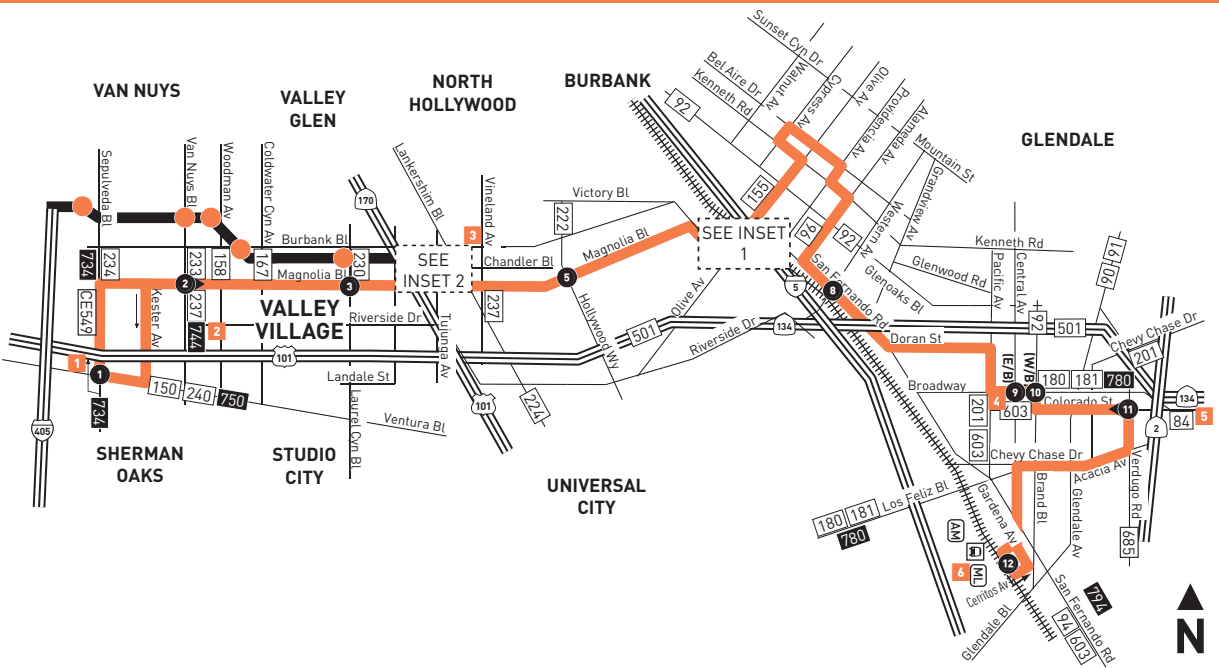 VAN NUYS
VALLEY
GLEN
NORTH
HOLLYWOOD
BURBANK
GLENDALE
Sunset Cyn Dr
Bel Aire Dr
Kenneth Rd
Walnut Av
Cypress Av
Olive Av
Providencia Av
Alameda Av
Mountain St
Grandview Av
Western Av
92
155
96
92
Glenoaks Bl
San Fernando Rd
Sepulveda Bl
Van Nuys Bl
Woodman Av
Coldwater Cyn Av
170
Lankershim Bl
Vineland Av
3
Victory Bl
222
Burbank Bl
Chandler Bl
Magnolia Bl
Magnolia Bl
SEE
INSET 2
SEE INSET
1
734
234
233
158
167
230
237
CE549
Kester Av
2
3
5
8
237
744
2
VALLEY
VILLAGE
Riverside Dr
Tujunga Av
Hollywood Wy
Olive Av
Riverside Dr
501
134
5
Kenneth Rd
Glenwood Rd
Pacific Av
Central Av
92
90
91
501
Chevy Chase Dr
201
Doran St
(E/B)
(W/B)
180
181
780
Broadway
4
9
10
603
Colorado St
11
134
84
5
2
201
603
1
1
101
150
240
750
734
405
Landale St
Laurel Cyn Bl
Ventura Bl
101
224
SHERMAN
OAKS
STUDIO
CITY
UNIVERSAL
CITY
Chevy Chase Dr
Acacia Av
Verdugo Rd
685
Los Feliz Bl
180
181
780
Gardena Av
Brand Bl
Glendale Av
AM
ML
6
12
Cerritos Av
Glendale Bl
San Fernando Rd
794
94
603
N